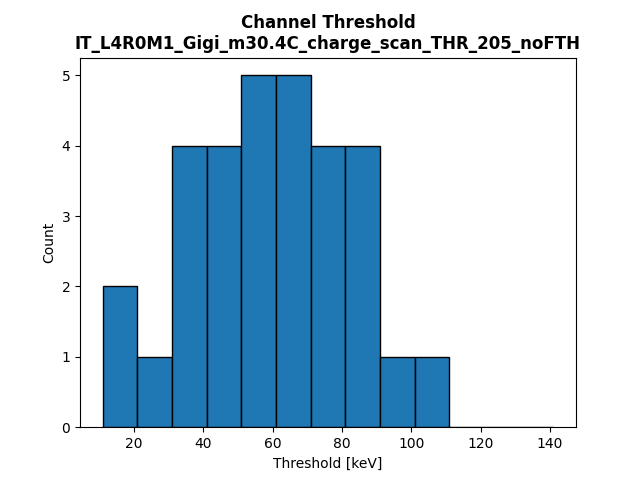 Channel Threshold
IT_L4R0M1_Gigi_m30.4C_charge_scan_THR_205_noFTH
5
4
3
2
1
0
Count
20 40 60 80 100 120 140
Threshold [keV]